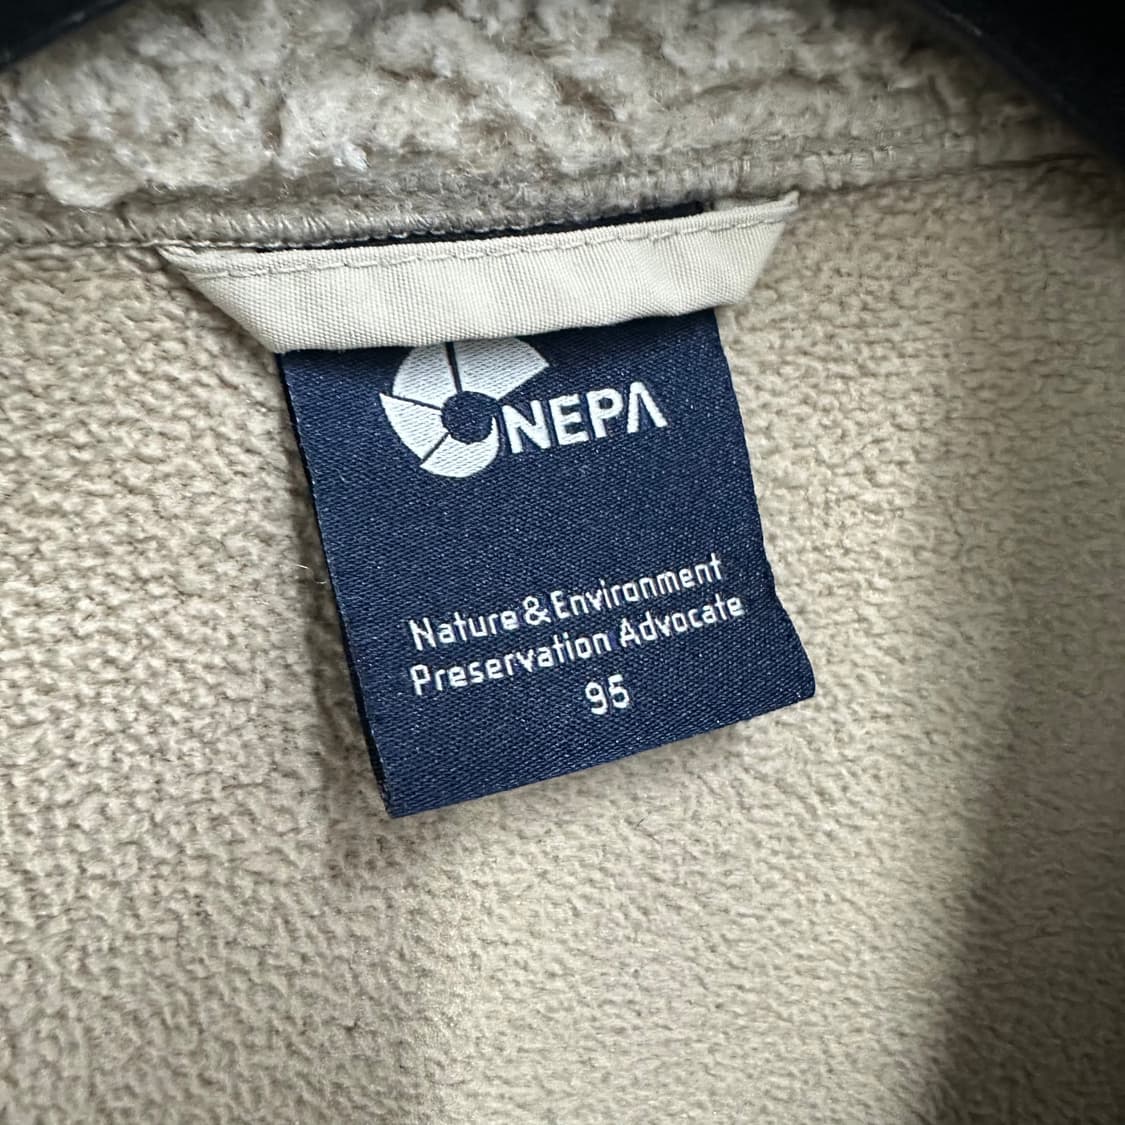 NEPA
Nature & Environment
Preservation Advocate
95